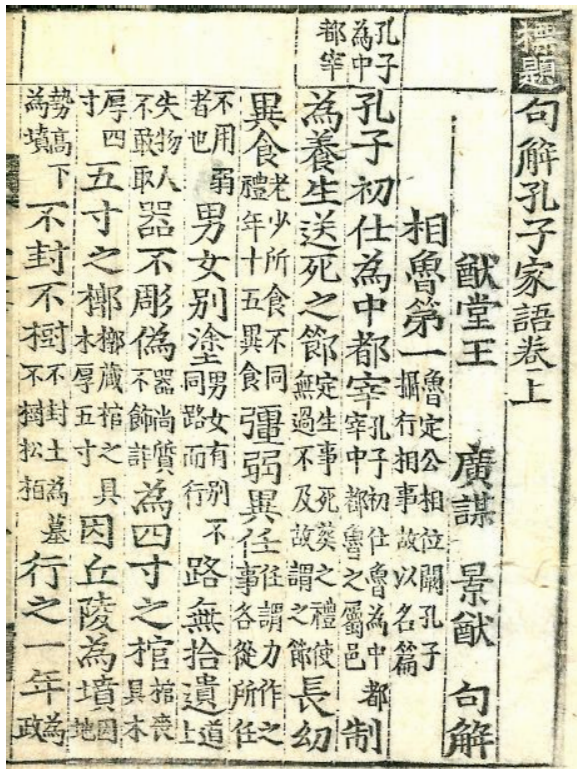 標題句解孔子家語卷上
猷堂王 廣謀 景猷 句解
相魯第一魯定公相位闕孔子攝行相事故以名篇
孔子為中都宰
孔子初仕為中都宰孔子初仕魯為中都宰中都魯之屬邑制
為養生送死之節定生事死葬之禮使無過不及故謂之節長幼
異食老少所食不同禮年十五異食彊弱異任任謂力作之事各從所任
不用弱者也男女別塗男女有別不同路而行路無拾遺道上
失物人不敢取器不彫偽器尚質不飾詐為四寸之棺棺喪具木
厚四寸五寸之槨槨藏棺之具木厚五寸因丘陵為墳因地
勢高下為墳不封不樹不封土為墓不樹松柏行之一年為政